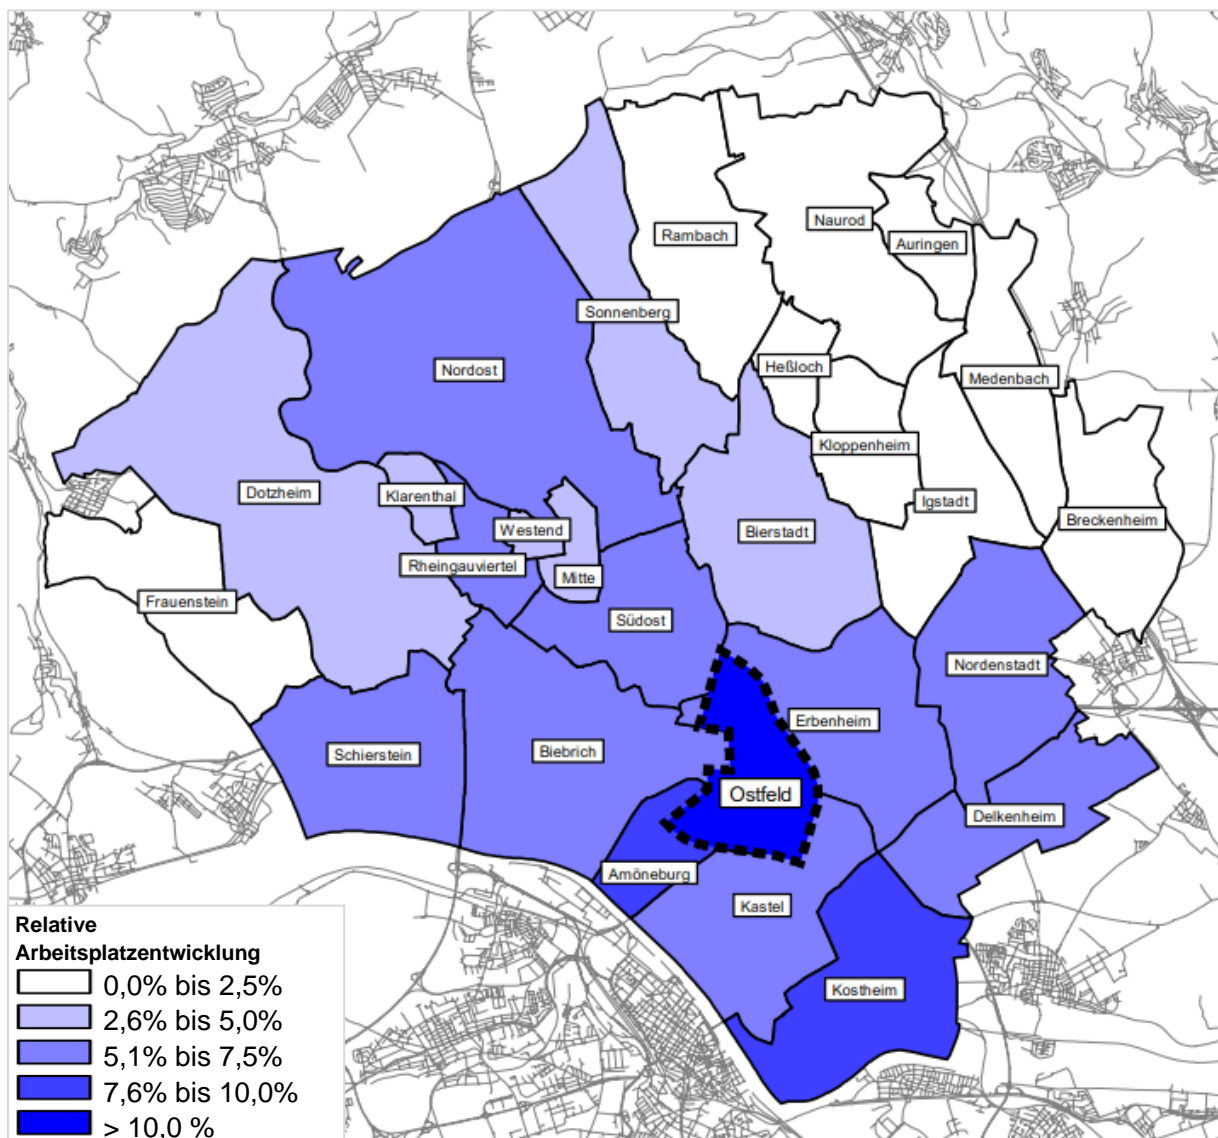 Rambach
Naurod
Auringen
Sonnenberg
Nordost
Heßloch
Medenbach
Kloppenheim
Dotzheim
Klarenthal
Igstadt
Breckenheim
Westend
Bierstadt
Rheingauviertel
Mitte
Frauenstein
Südost
Nordenstadt
Erbenheim
Schierstein
Biebrich
Ostfeld
Delkenheim
Amöneburg
Kastel
Kostheim
Relative
Arbeitsplatzentwicklung
0,0% bis 2,5%
2,6% bis 5,0%
5,1% bis 7,5%
7,6% bis 10,0%
> 10,0 %